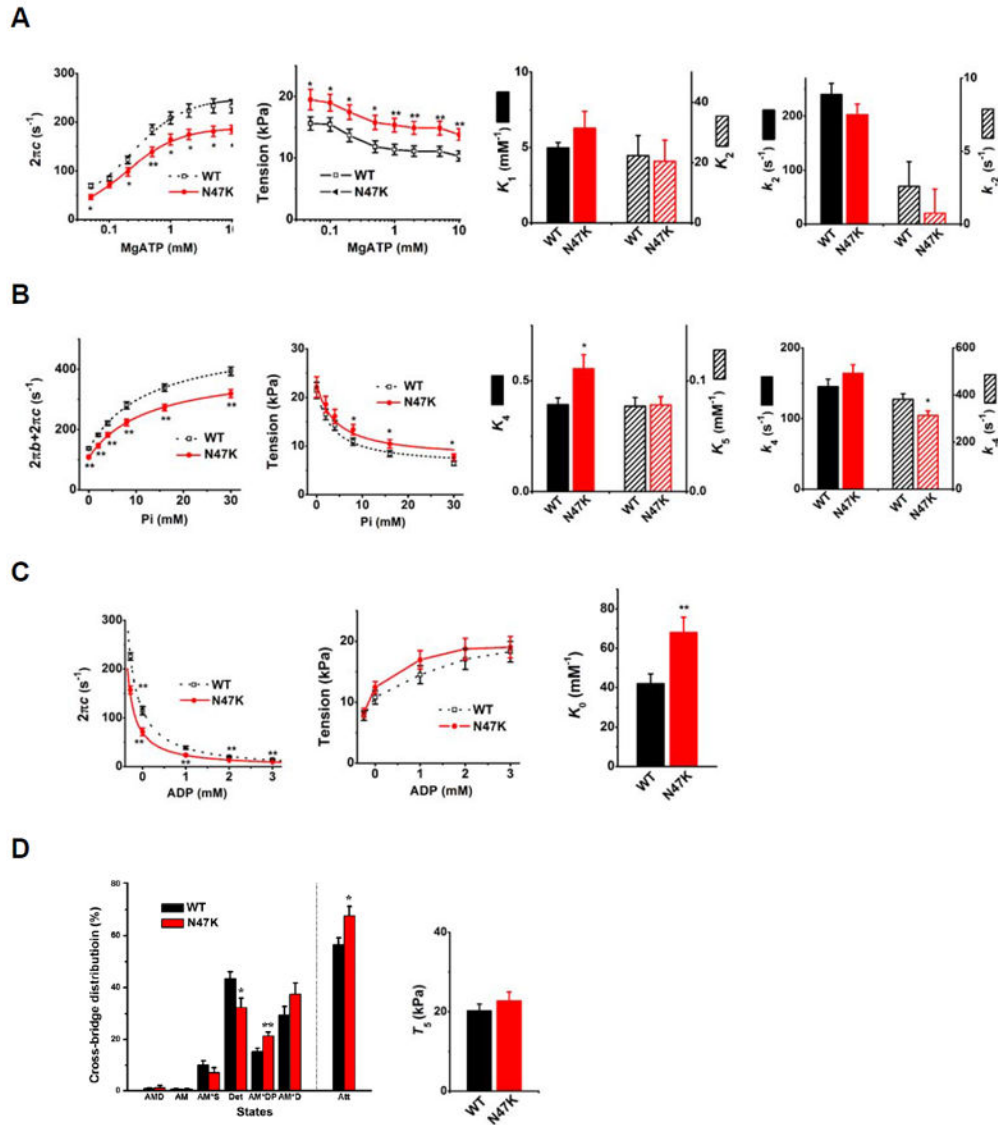 A
300
200
100
0
2πc (s⁻¹)
WT
N47K
0.1
1
10
MgATP (mM)
20
15
10
5
0
Tension (kPa)
WT
N47K
0.1
1
10
MgATP (mM)
10
5
0
K₁ (mM⁻¹)
40
20
0
K₂
WT
N47K
WT
N47K
200
100
0
k₂ (s⁻¹)
10
5
0
k₋₂ (s⁻¹)
WT
N47K
WT
N47K
B
400
200
0
2πb+2πc (s⁻¹)
WT
N47K
0
10
20
30
Pi (mM)
30
20
10
0
Tension (kPa)
WT
N47K
0
10
20
30
Pi (mM)
0.5
0.0
K₄
0.1
0.0
K₅ (mM⁻¹)
WT
N47K
WT
N47K
200
100
0
k₄ (s⁻¹)
600
400
200
0
k₋₄ (s⁻¹)
WT
N47K
WT
N47K
C
300
200
100
0
2πc (s⁻¹)
WT
N47K
0
1
2
3
ADP (mM)
20
10
0
Tension (kPa)
WT
N47K
0
1
2
3
ADP (mM)
80
60
40
20
0
K₀ (mM⁻¹)
WT
N47K
D
80
60
40
20
0
Cross-bridge distributioin (%)
WT
N47K
AMD
AM
AM*S
Det
AM*DP
AM*D
Att
States
40
20
0
T₅ (kPa)
WT
N47K